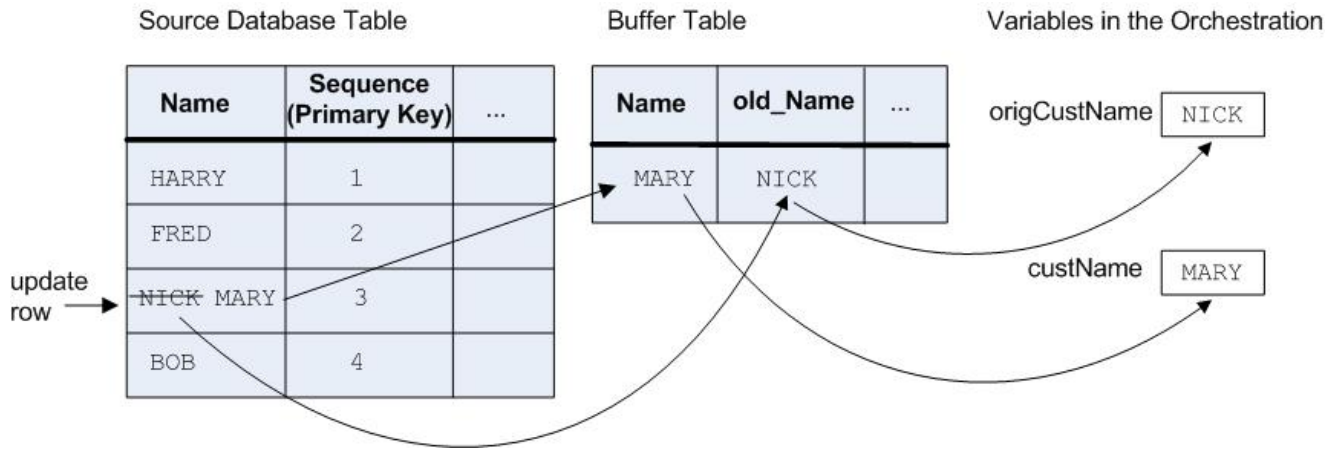 Source Database Table
Buffer Table
Variables in the Orchestration
Name
Sequence
(Primary Key)
...
HARRY
1
FRED
2
update
row
NICK MARY
3
BOB
4
Name
old_Name
...
MARY
NICK
origCustName
NICK
custName
MARY